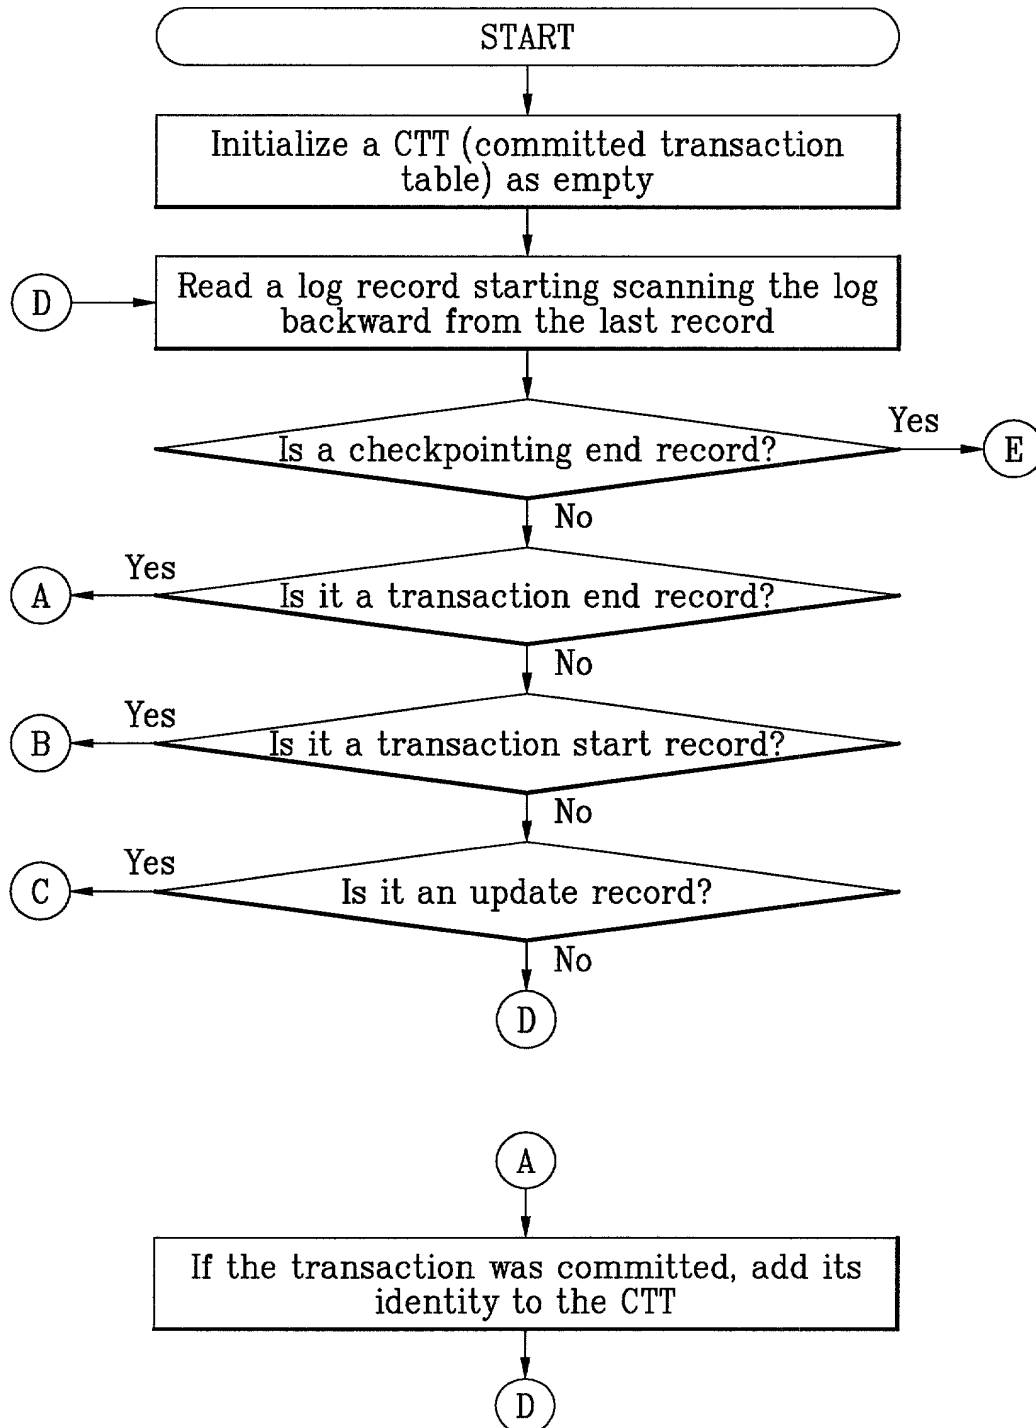 START
Initialize a CTT (committed transaction
table) as empty
D
Read a log record starting scanning the log
backward from the last record
Is a checkpointing end record?
Yes
E
No
Yes
A
Is it a transaction end record?
No
Yes
B
Is it a transaction start record?
No
Yes
C
Is it an update record?
No
D
A
If the transaction was committed, add its
identity to the CTT
D